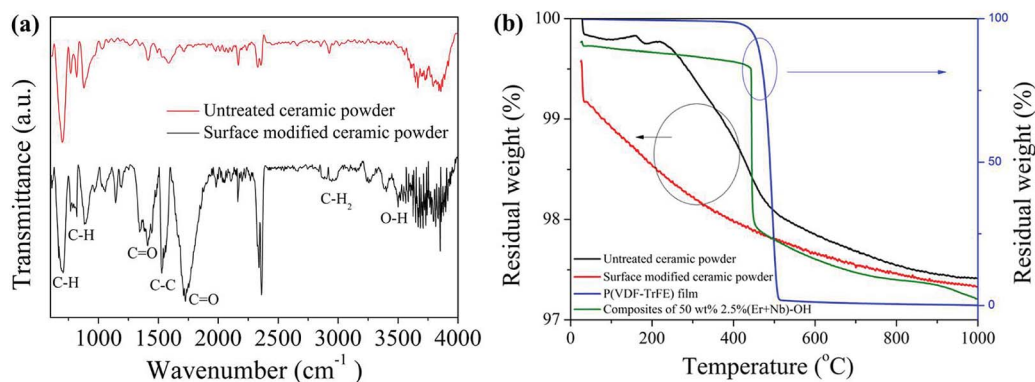 (a)
Transmittance (a.u.)
Untreated ceramic powder
Surface modified ceramic powder
C-H
C-H
C=O
C-C
C=O
C-H2
O-H
1000 1500 2000 2500 3000 3500 4000
Wavenumber (cm-1)
(b)
Residual weight (%)
100
99
98
97
Untreated ceramic powder
Surface modified ceramic powder
P(VDF-TrFE) film
Composites of 50 wt% 2.5%(Er+Nb)-OH
0 200 400 600 800 1000
Temperature (oC)
100
50
0
Residual weight (%)